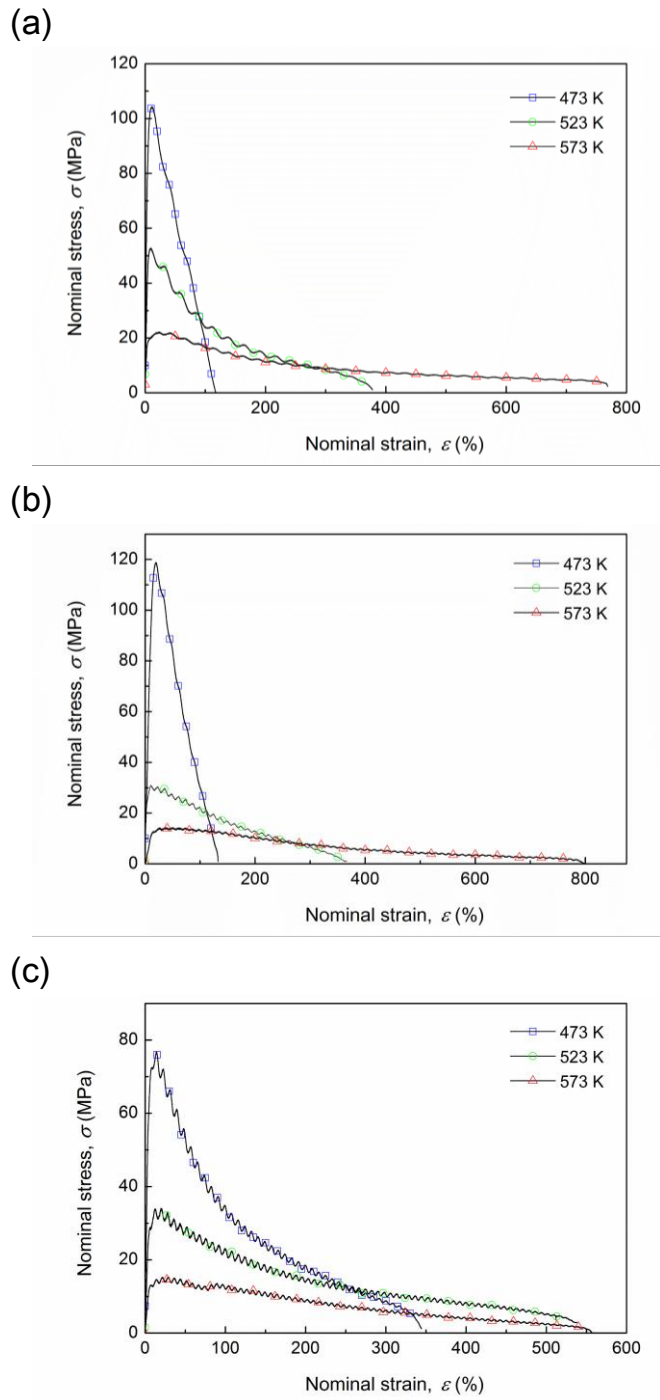 (a)
120
100
80
60
40
20
0
0 200 400 600 800
Nominal stress, σ (MPa)
Nominal strain, ε (%)
473 K
523 K
573 K
(b)
120
100
80
60
40
20
0
0 200 400 600 800
Nominal stress, σ (MPa)
Nominal strain, ε (%)
473 K
523 K
573 K
(c)
80
60
40
20
0
0 100 200 300 400 500 600
Nominal stress, σ (MPa)
Nominal strain, ε (%)
473 K
523 K
573 K